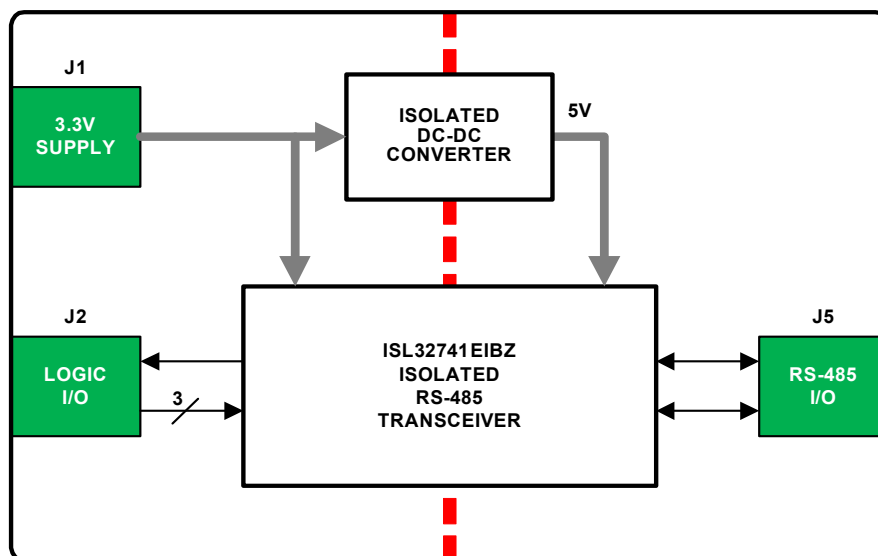 J1
3.3V
SUPPLY
ISOLATED
DC-DC
CONVERTER
5V
J2
LOGIC
I/O
3
ISL32741EIBZ
ISOLATED
RS-485
TRANSCEIVER
J5
RS-485
I/O